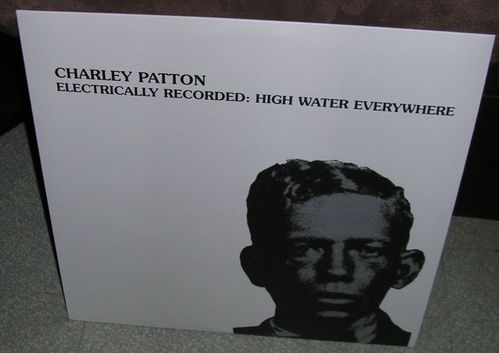 CHARLEY PATTON
ELECTRICALLY RECORDED: HIGH WATER EVERYWHERE